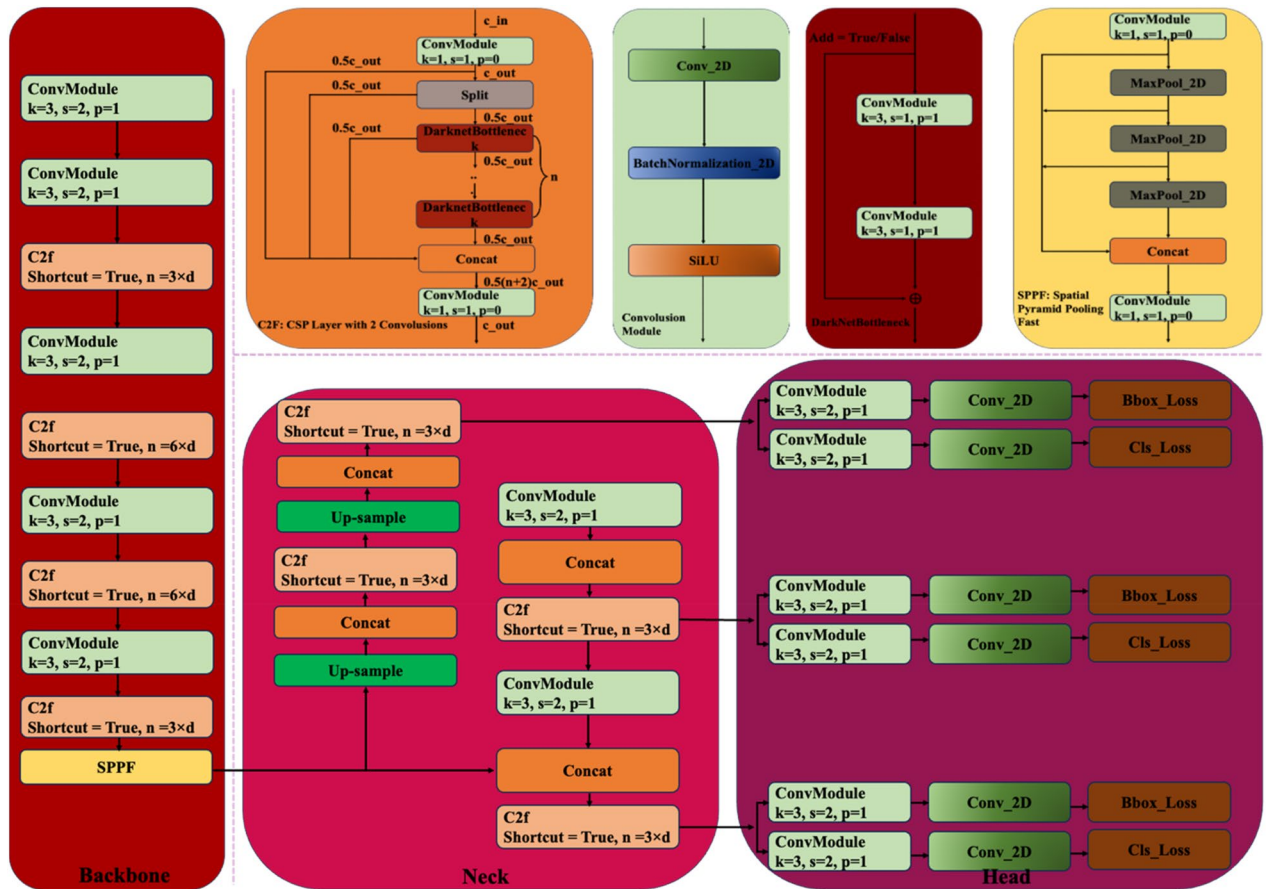 ConvModule
k=3, s=2, p=1
ConvModule
k=3, s=2, p=1
C2f
Shortcut = True, n =3×d
ConvModule
k=3, s=2, p=1
C2f
Shortcut = True, n=6×d
ConvModule
k=3, s=2, p=1
C2f
Shortcut = True, n=6×d
ConvModule
k=3, s=2, p=1
C2f
Shortcut = True, n =3×d
SPPF
Backbone
c_in
ConvModule
k=1, s=1, p=0
0.5c_out
c_out
0.5c_out
Split
0.5c_out
0.5c_out
DarknetBottlenec
k
0.5c_out
..
.
n
DarknetBottlenec
k
0.5c_out
Concat
0.5(n+2)c_out
ConvModule
k=1, s=1, p=0
C2F: CSP Layer with 2 Convolusions
c_out
Conv_2D
BatchNormalization_2D
SiLU
Convolusion
Module
Add = True/False
ConvModule
k=3, s=1, p=1
ConvModule
k=3, s=1, p=1
DarkNetBottleneck
ConvModule
k=1, s=1, p=0
MaxPool_2D
MaxPool_2D
MaxPool_2D
Concat
SPPF: Spatial
Pyramid Pooling
Fast
ConvModule
k=1, s=1, p=0
C2f
Shortcut = True, n =3×d
Concat
Up-sample
C2f
Shortcut = True, n =3×d
Concat
Up-sample
ConvModule
k=3, s=2, p=1
Concat
C2f
Shortcut = True, n =3×d
ConvModule
k=3, s=2, p=1
Concat
C2f
Shortcut = True, n =3×d
Neck
ConvModule
k=3, s=2, p=1
Conv_2D
Bbox_Loss
ConvModule
k=3, s=2, p=1
Conv_2D
Cls_Loss
ConvModule
k=3, s=2, p=1
Conv_2D
Bbox_Loss
ConvModule
k=3, s=2, p=1
Conv_2D
Cls_Loss
ConvModule
k=3, s=2, p=1
Conv_2D
Bbox_Loss
ConvModule
k=3, s=2, p=1
Conv_2D
Cls_Loss
Head